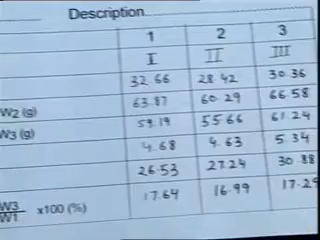 Description
1 2 3
I II III
32.66 28.42 30.36
W2 (g) 63.87 60.29 66.58
W3 (g) 59.19 55.66 61.24
4.68 4.63 5.34
26.53 27.24 30.88
W3
W1 x100 (%) 17.64 16.99 17.29